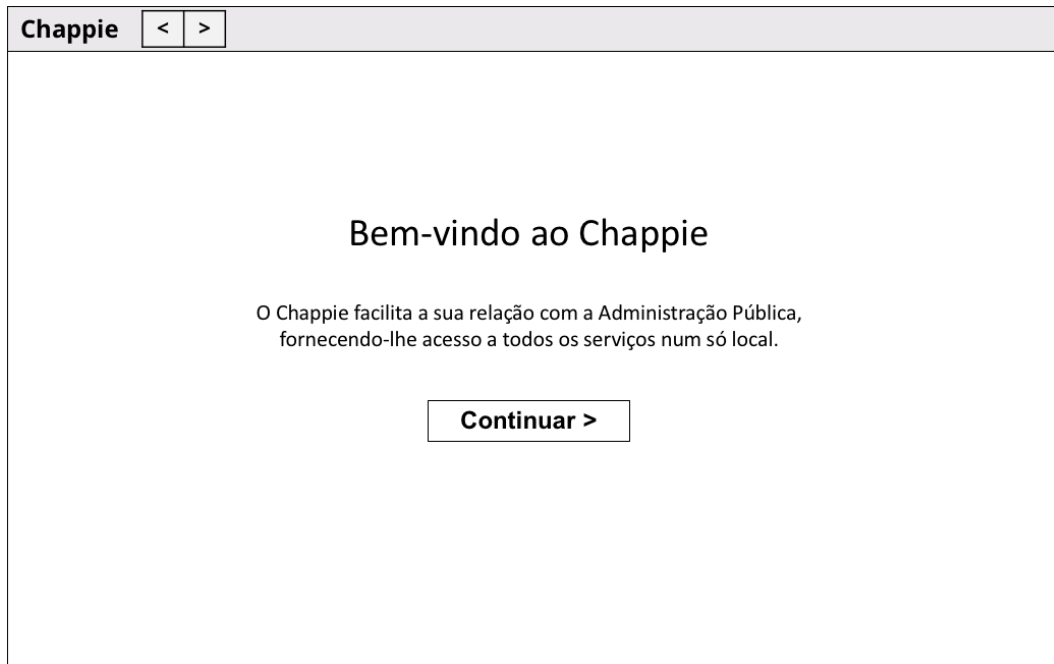 Chappie < >
Bem-vindo ao Chappie
O Chappie facilita a sua relação com a Administração Pública,
fornecendo-lhe acesso a todos os serviços num só local.
Continuar >